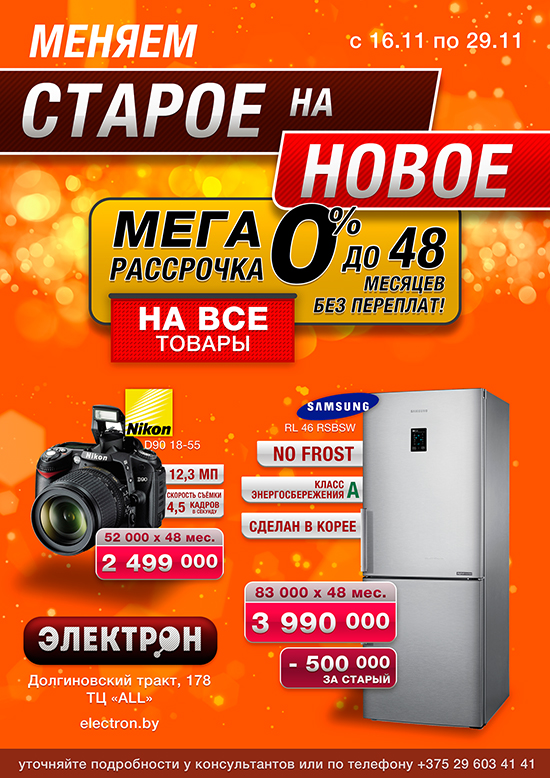 МЕНЯЕМ
с 16.11 по 29.11
СТАРОЕ НА
НОВОЕ
МЕГА 0% ДО 48
РАССРОЧКА
МЕСЯЦЕВ
БЕЗ ПЕРЕПЛАТ!
НА ВСЕ
ТОВАРЫ
Nikon
D90 18-55
Nikon
D90
12,3 МП
СКОРОСТЬ СЪЁМКИ
4,5 КАДРОВ
В СЕКУНДУ
52 000 x 48 мес.
2 499 000
SAMSUNG
RL 46 RSBSW
SAMSUNG
NO FROST
КЛАСС
ЭНЕРГОСБЕРЕЖЕНИЯ A
СДЕЛАН В КОРЕЕ
83 000 x 48 мес.
3 990 000
- 500 000
ЗА СТАРЫЙ
ЭЛЕКТРОН
Долгиновский тракт, 178
ТЦ «ALL»
electron.by
уточняйте подробности у консультантов или по телефону +375 29 603 41 41